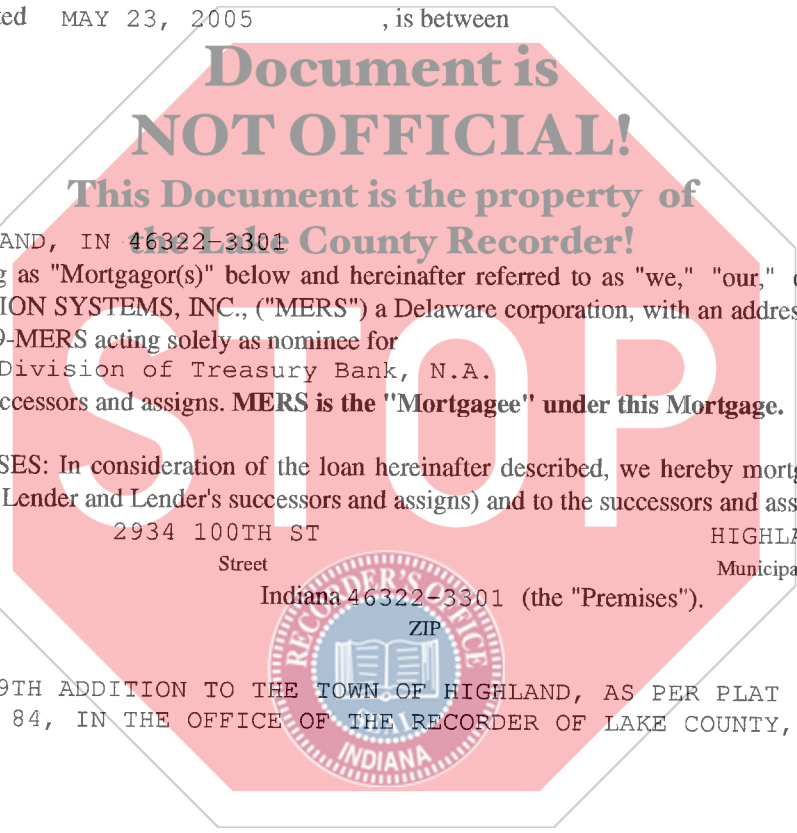 ted MAY 23, 2005 , is between
Document is
NOT OFFICIAL!
This Document is the property of
the Lake County Recorder!
AND, IN 46322-3301
g as "Mortgagor(s)" below and hereinafter referred to as "we," "our,"
ION SYSTEMS, INC., ("MERS") a Delaware corporation, with an addres
9-MERS acting solely as nominee for
Division of Treasury Bank, N.A.
ccessors and assigns. MERS is the "Mortgagee" under this Mortgage.
STOP
SES: In consideration of the loan hereinafter described, we hereby mortg
Lender and Lender's successors and assigns) and to the successors and ass
2934 100TH ST HIGHLA
Street Municipa
Indiana 46322-3301 (the "Premises").
ZIP
RECORDER'S OFFICE
9TH ADDITION TO THE TOWN OF HIGHLAND, AS PER PLAT
84, IN THE OFFICE OF THE RECORDER OF LAKE COUNTY,
INDIANA